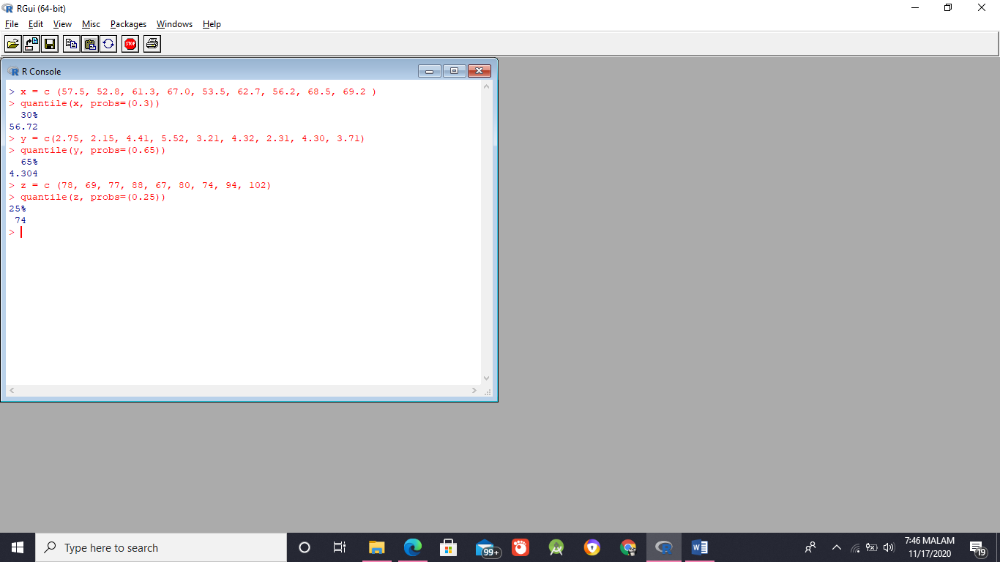 RGui (64-bit)
File Edit View Misc Packages Windows Help
STOP
R Console
> x = c (57.5, 52.8, 61.3, 67.0, 53.5, 62.7, 56.2, 68.5, 69.2 )
> quantile(x, probs=(0.3))
30%
56.72
> y = c(2.75, 2.15, 4.41, 5.52, 3.21, 4.32, 2.31, 4.30, 3.71)
> quantile(y, probs=(0.65))
65%
4.304
> z = c (78, 69, 77, 88, 67, 80, 74, 94, 102)
> quantile(z, probs=(0.25))
25%
74
>
Type here to search
99+
7:46 MALAM
11/17/2020
19